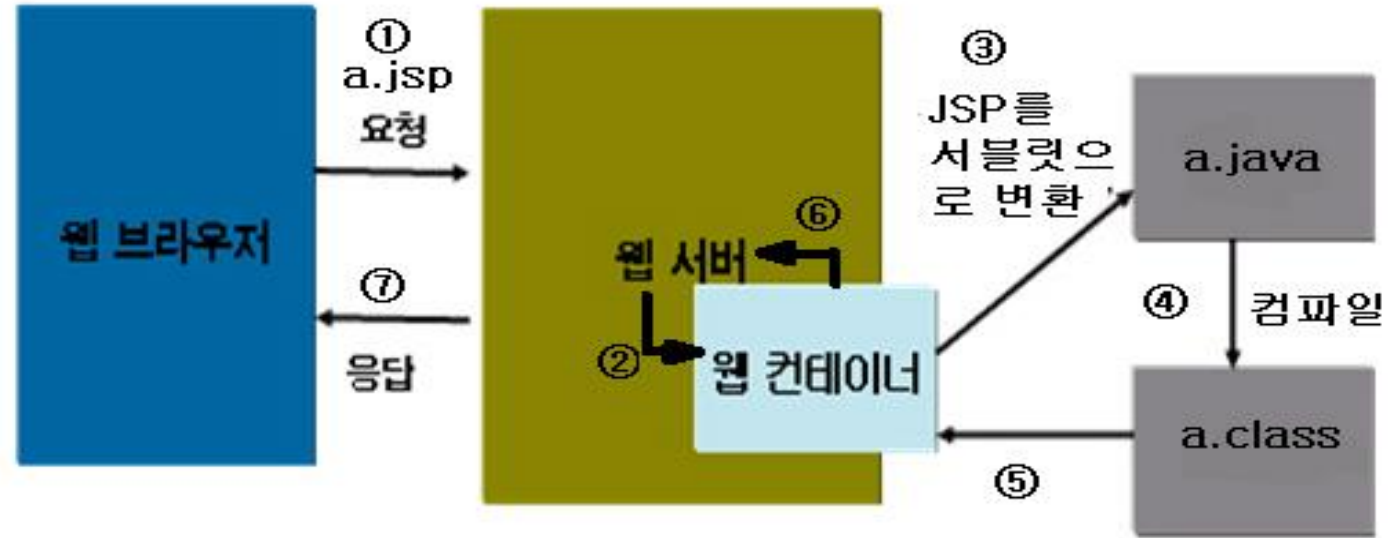 ①
a.jsp
요청
웹 브라우저
⑦
응답
웹 서버
⑥
②
웹 컨테이너
③
JSP를
서블릿으
로 변환
a.java
④
컴파일
a.class
⑤